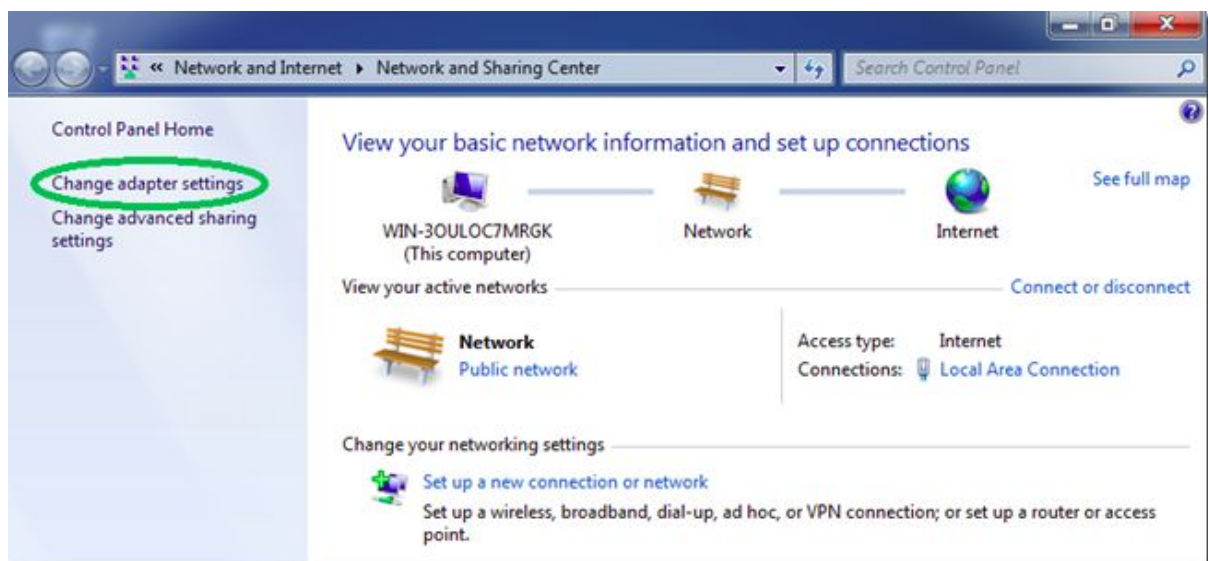 « Network and Internet ▸ Network and Sharing Center
Search Control Panel
Control Panel Home
Change adapter settings
Change advanced sharing
settings
View your basic network information and set up connections
See full map
WIN-3OULOC7MRGK
(This computer)
Network
Internet
View your active networks
Connect or disconnect
Network
Public network
Access type: Internet
Connections: Local Area Connection
Change your networking settings
Set up a new connection or network
Set up a wireless, broadband, dial-up, ad hoc, or VPN connection; or set up a router or access
point.